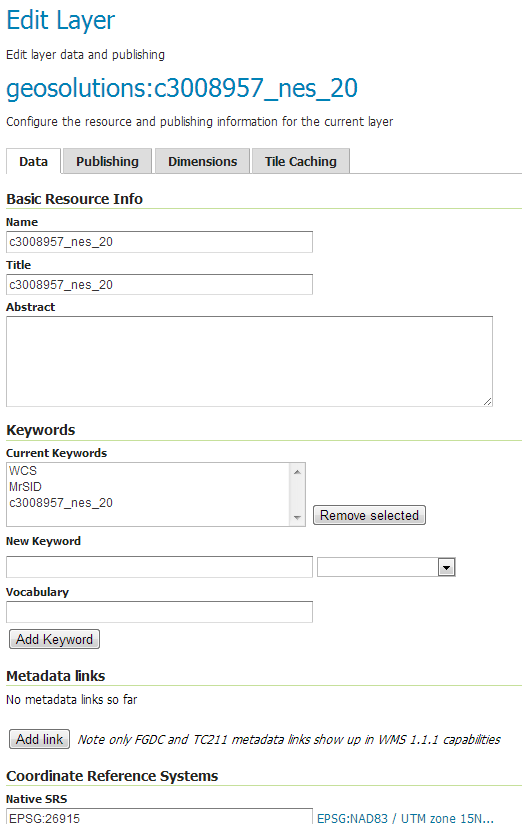 Edit Layer
Edit layer data and publishing
geosolutions:c3008957_nes_20
Configure the resource and publishing information for the current layer
Data Publishing Dimensions Tile Caching
Basic Resource Info
Name
c3008957_nes_20
Title
c3008957_nes_20
Abstract
Keywords
Current Keywords
WCS
MrSID
c3008957_nes_20
Remove selected
New Keyword
Vocabulary
Add Keyword
Metadata links
No metadata links so far
Add link Note only FGDC and TC211 metadata links show up in WMS 1.1.1 capabilities
Coordinate Reference Systems
Native SRS
EPSG:26915 EPSG:NAD83 / UTM zone 15N...